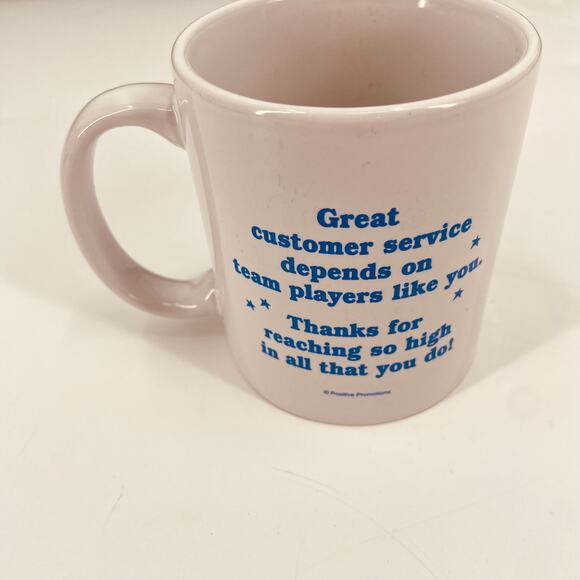 Great
customer service
depends on
team players like you.
Thanks for
reaching so high
in all that you do!
© Positive Promotions